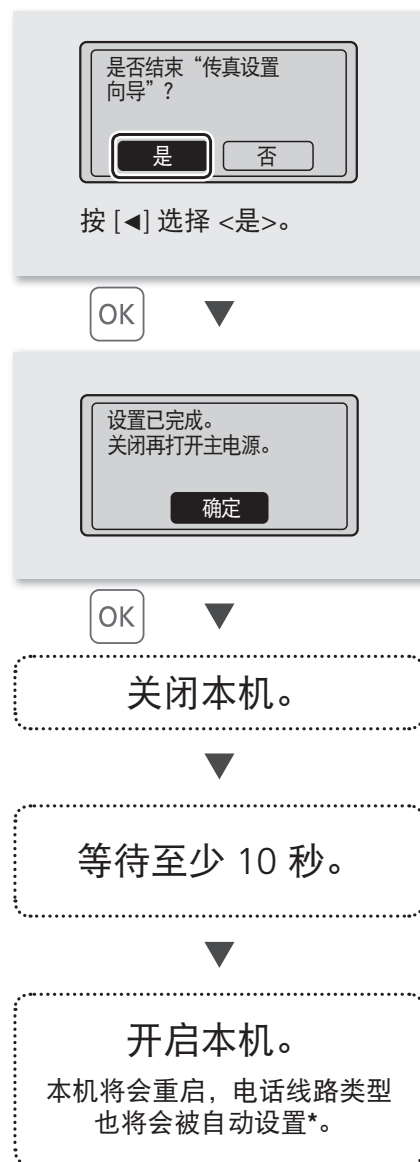 是否结束“传真设置
向导”？
是 否
按 [◀] 选择 <是>。
OK
设置已完成。
关闭再打开主电源。
确定
OK
关闭本机。
等待至少 10 秒。
开启本机。
本机将会重启，电话线路类型
也将会被自动设置*。